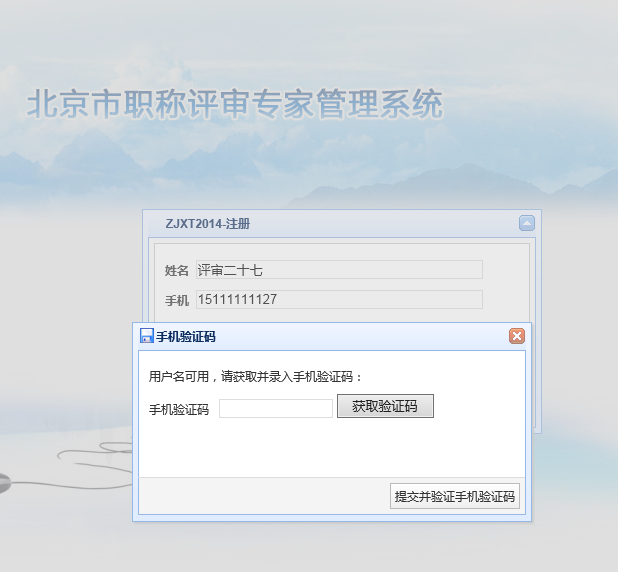 北京市职称评审专家管理系统
ZJXT2014-注册
姓名 评审二十七
手机 15111111127
手机验证码
用户名可用，请获取并录入手机验证码：
手机验证码 获取验证码
提交并验证手机验证码